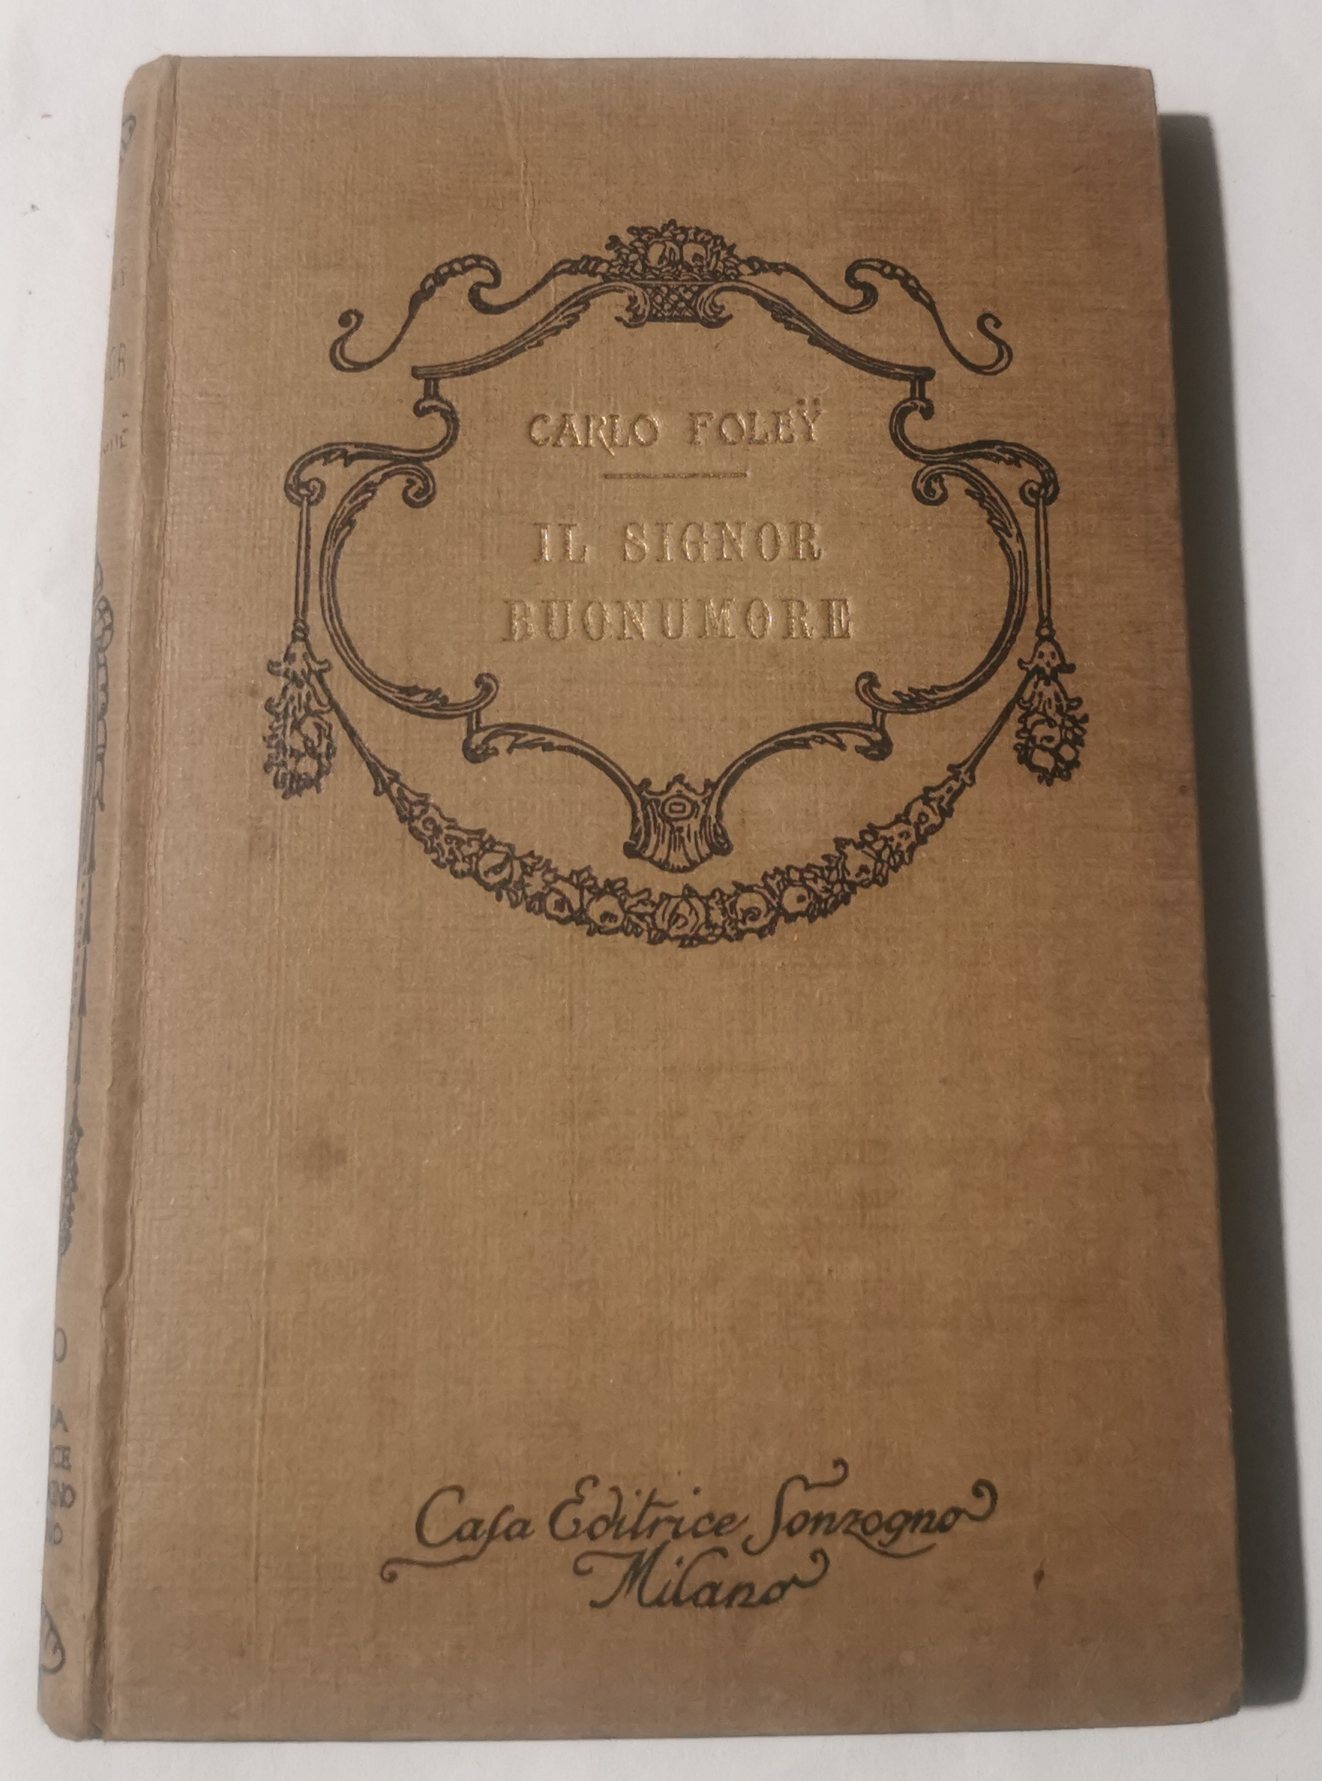 CARLO FOLEŸ
IL SIGNOR
BUONUMORE
Casa Editrice Sonzogno
Milano